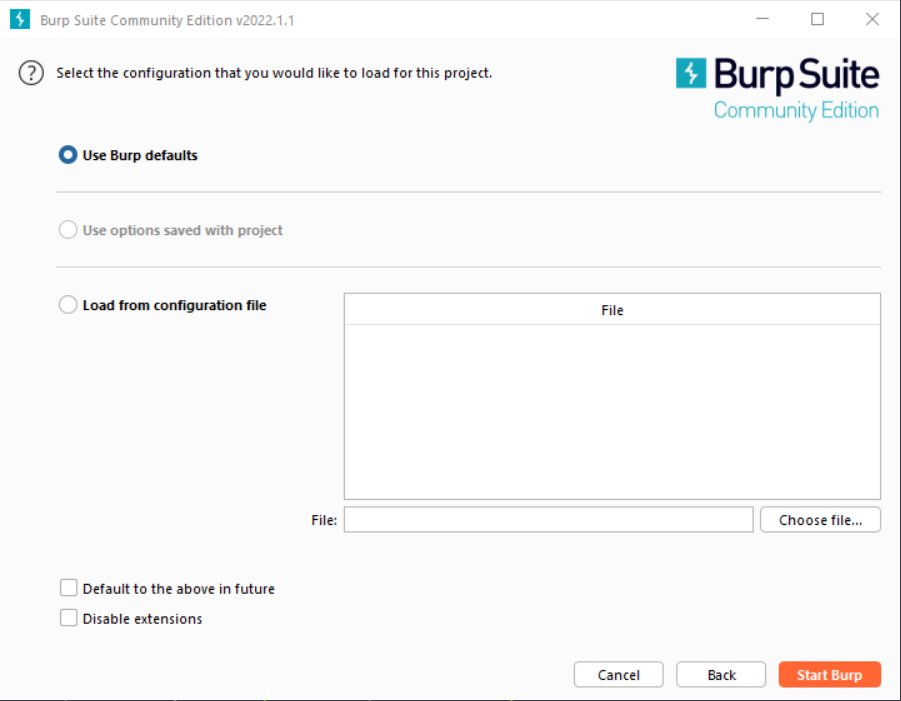 Burp Suite Community Edition v2022.1.1
? Select the configuration that you would like to load for this project.
Burp Suite
Community Edition
Use Burp defaults
Use options saved with project
Load from configuration file
File
File:
Choose file...
Default to the above in future
Disable extensions
Cancel Back Start Burp